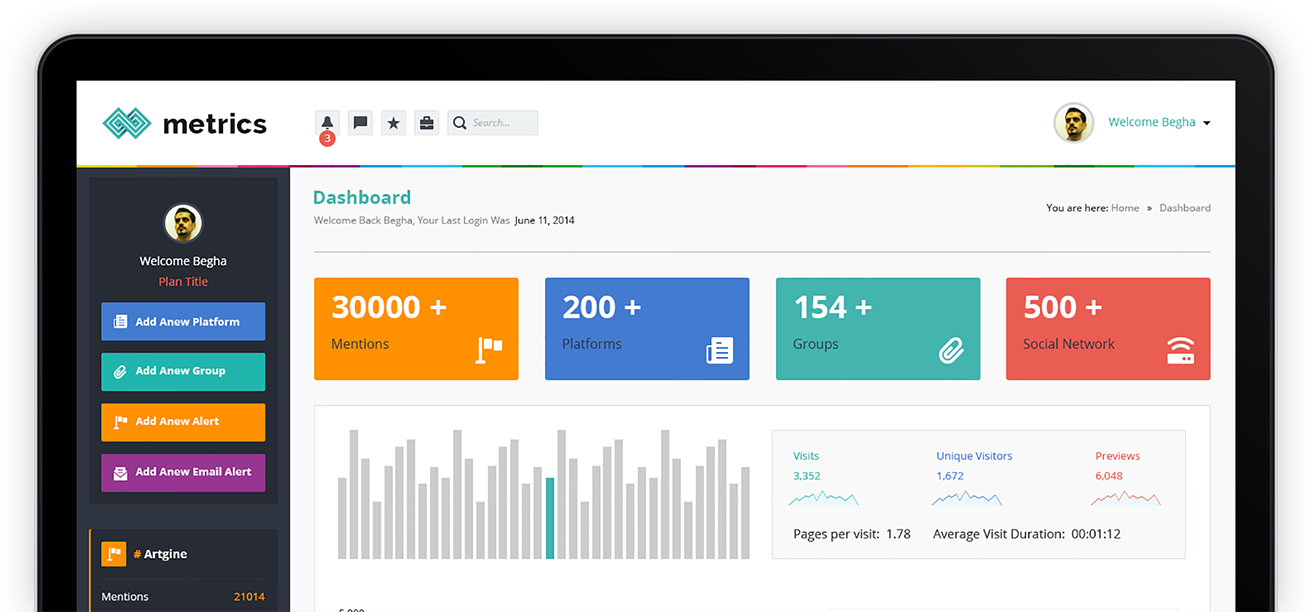 metrics
3
Search...
Welcome Begha
Welcome Begha
Plan Title
Add Anew Platform
Add Anew Group
Add Anew Alert
Add Anew Email Alert
# Artgine
Mentions 21014
Dashboard
Welcome Back Begha, Your Last Login Was June 11, 2014
You are here: Home » Dashboard
30000 +
Mentions
200 +
Platforms
154 +
Groups
500 +
Social Network
Visits
3,352
Unique Visitors
1,672
Previews
6,048
Pages per visit: 1.78
Average Visit Duration: 00:01:12
5,000